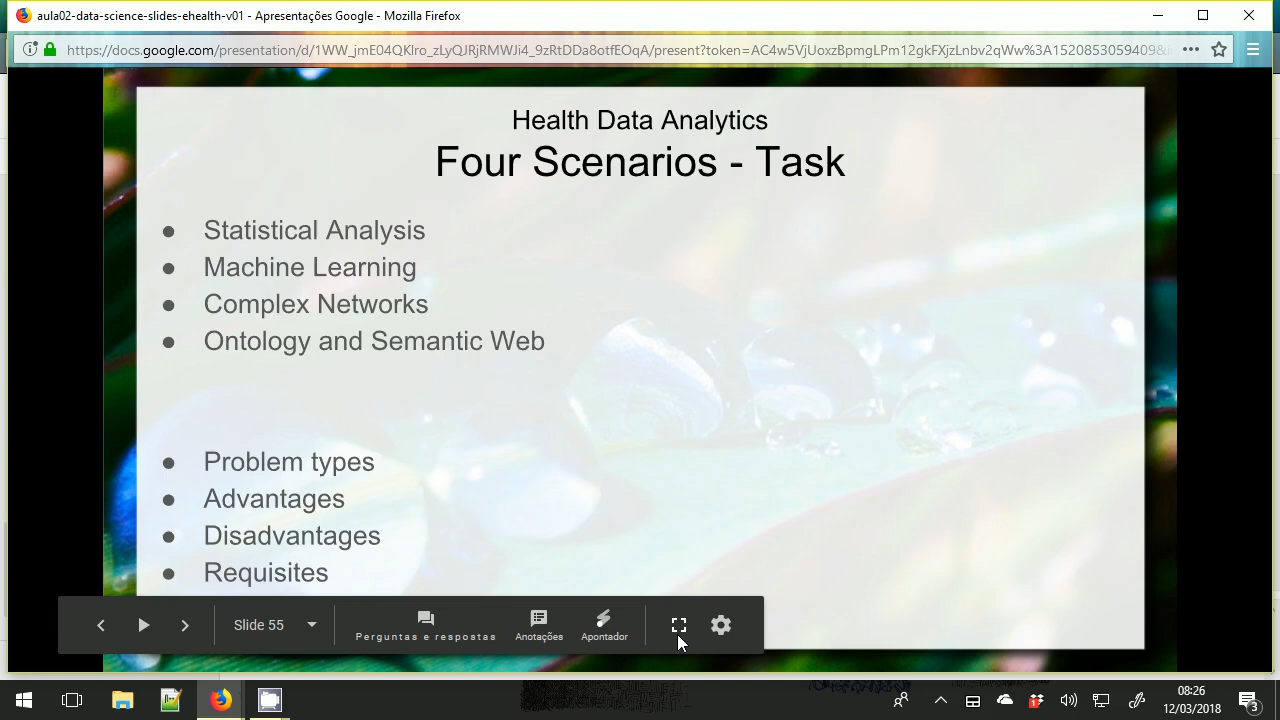 aula02-data-science-slides-ehealth-v01 - Apresentações Google - Mozilla Firefox
Health Data Analytics
Four Scenarios - Task
● Statistical Analysis
● Machine Learning
● Complex Networks
● Ontology and Semantic Web
● Problem types
● Advantages
● Disadvantages
● Requisites
Slide 55
Perguntas e respostas
Anotações
Apontador
08:26
12/03/2018
1
3